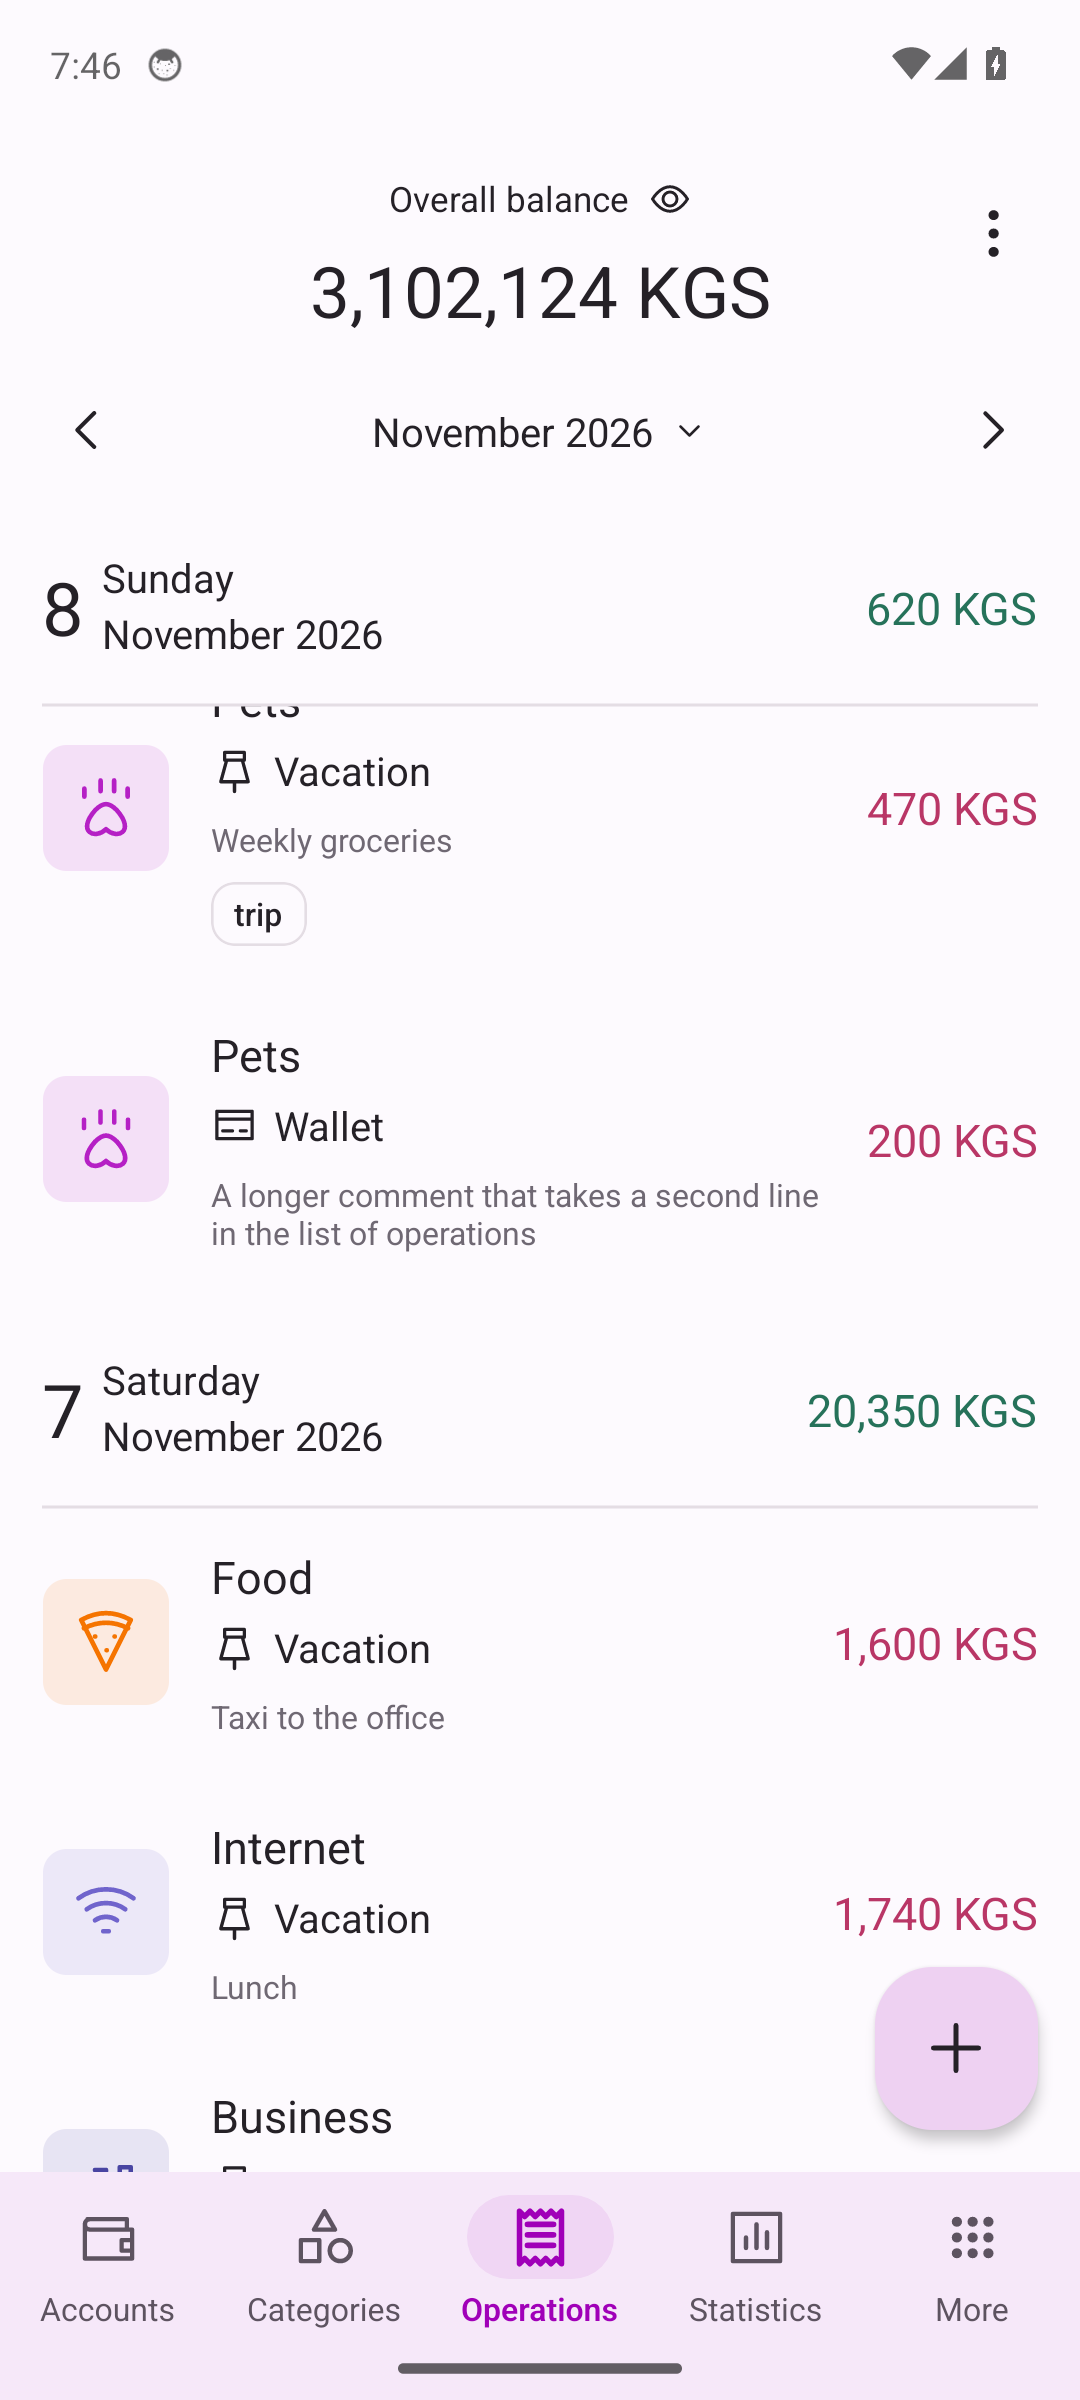 7:46
Overall balance
3,102,124 KGS
November 2026
8
Sunday
November 2026
620 KGS
Pets
Vacation
470 KGS
Weekly groceries
trip
Pets
Wallet
200 KGS
A longer comment that takes a second line
in the list of operations
7
Saturday
November 2026
20,350 KGS
Food
Vacation
1,600 KGS
Taxi to the office
Internet
Vacation
1,740 KGS
Lunch
Business
Accounts
Categories
Operations
Statistics
More